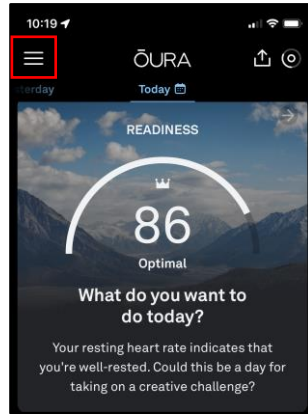 10:19
ŌURA
terday
Today
READINESS
86
Optimal
What do you want to
do today?
Your resting heart rate indicates that
you're well-rested. Could this be a day for
taking on a creative challenge?